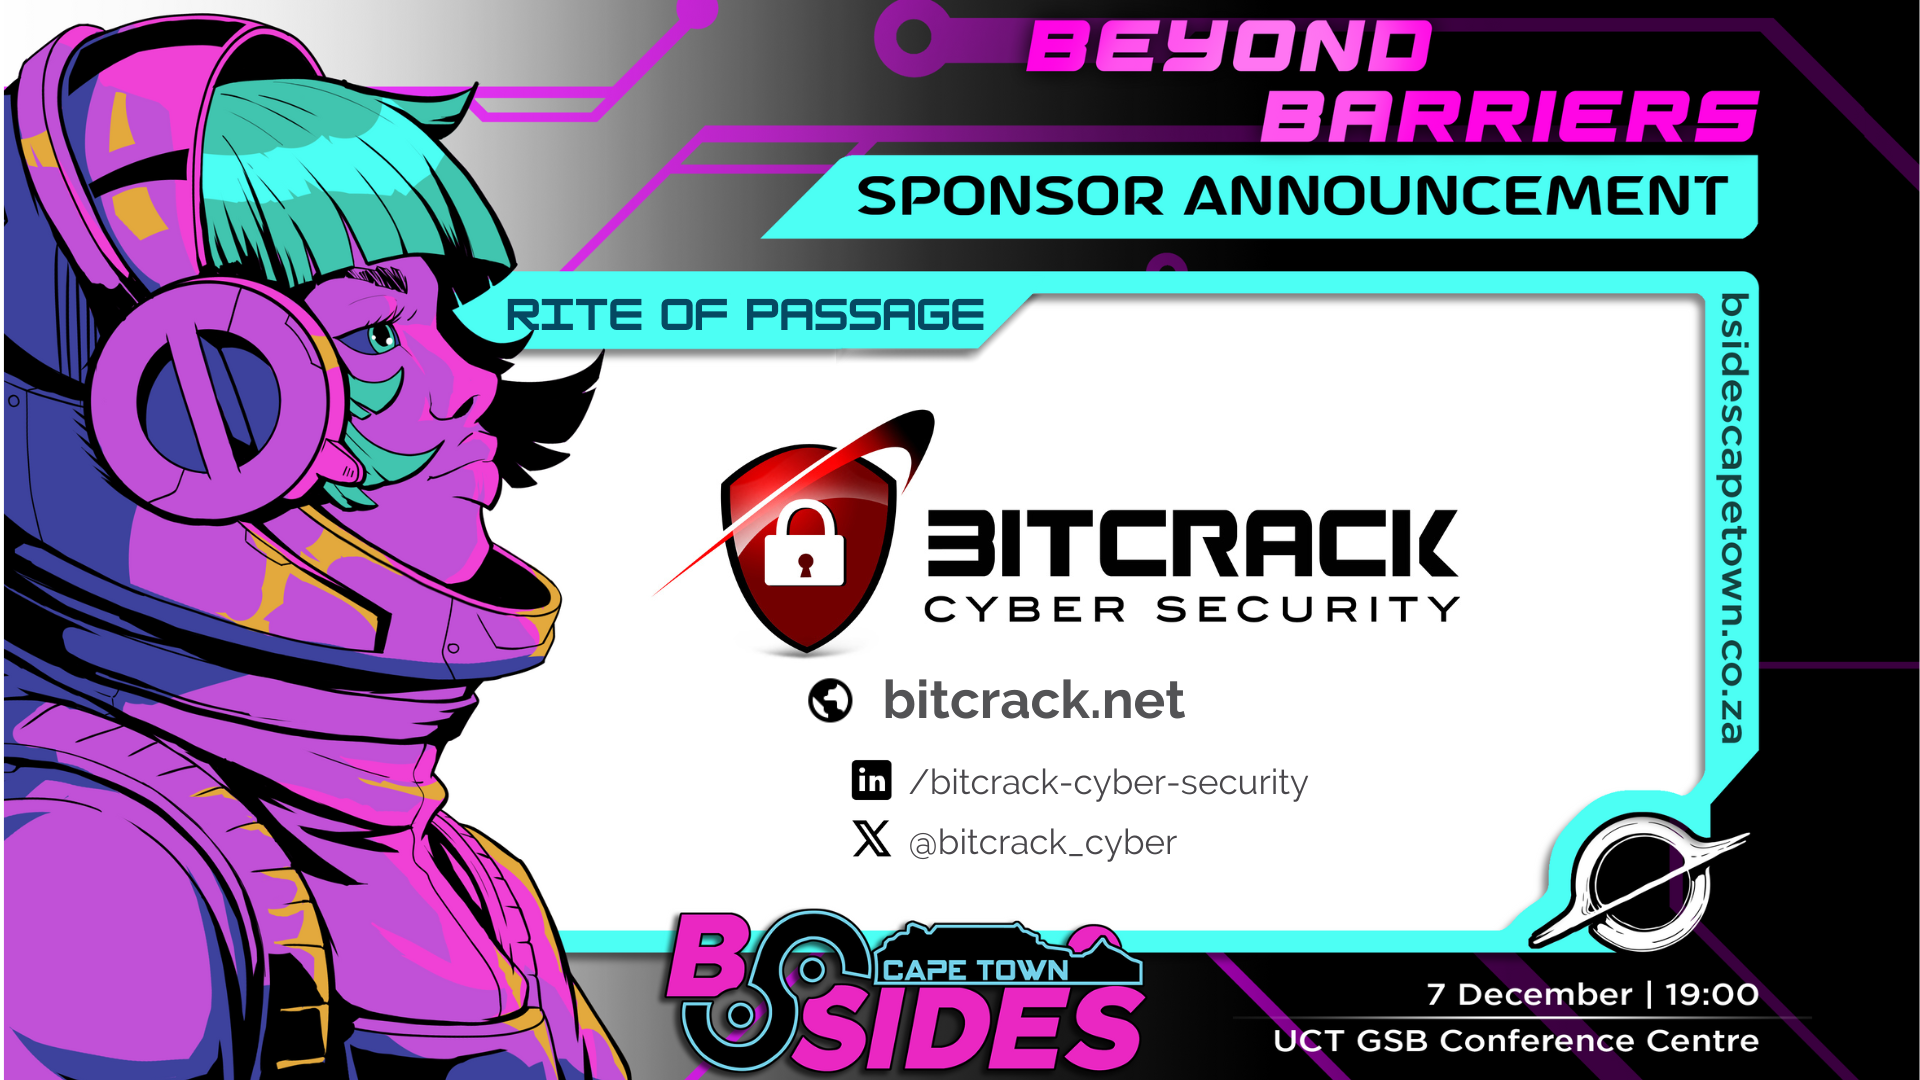 BEYOND
BARRIERS
SPONSOR ANNOUNCEMENT
RITE OF PASSAGE
bsidescapetown.co.za
BITCRACK
CYBER SECURITY
bitcrack.net
in /bitcrack-cyber-security
X @bitcrack_cyber
BSIDES
CAPE TOWN
7 December | 19:00
UCT GSB Conference Centre